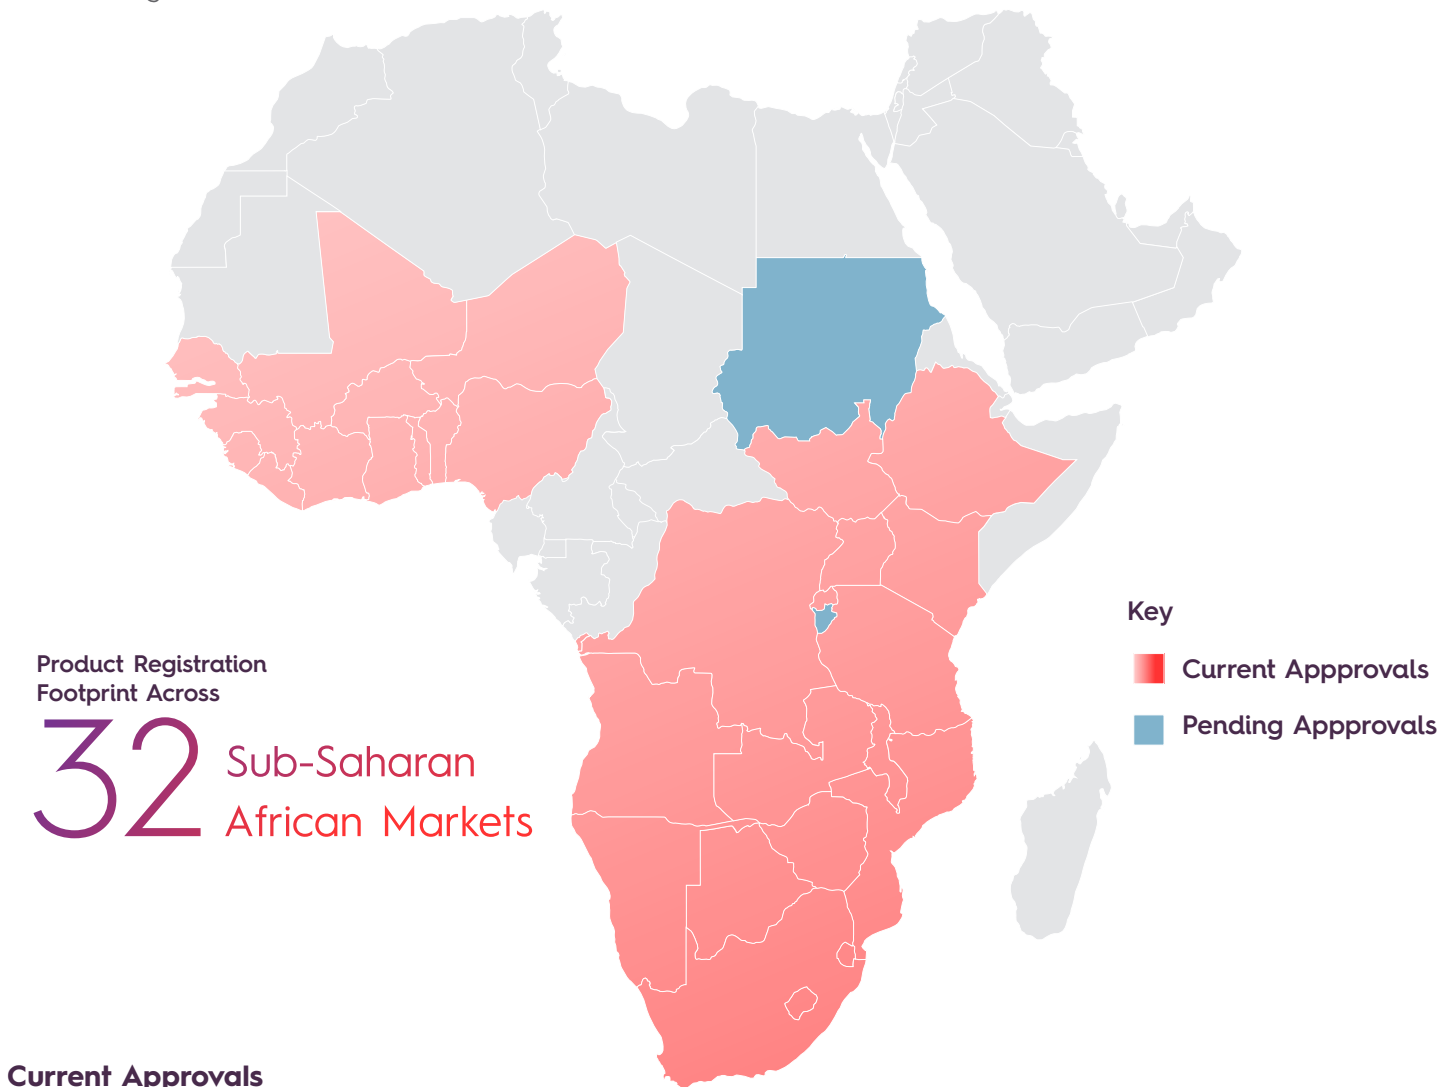 Product Registration
Footprint Across
32 Sub-Saharan
African Markets
Key
Current Appprovals
Pending Appprovals
Current Approvals